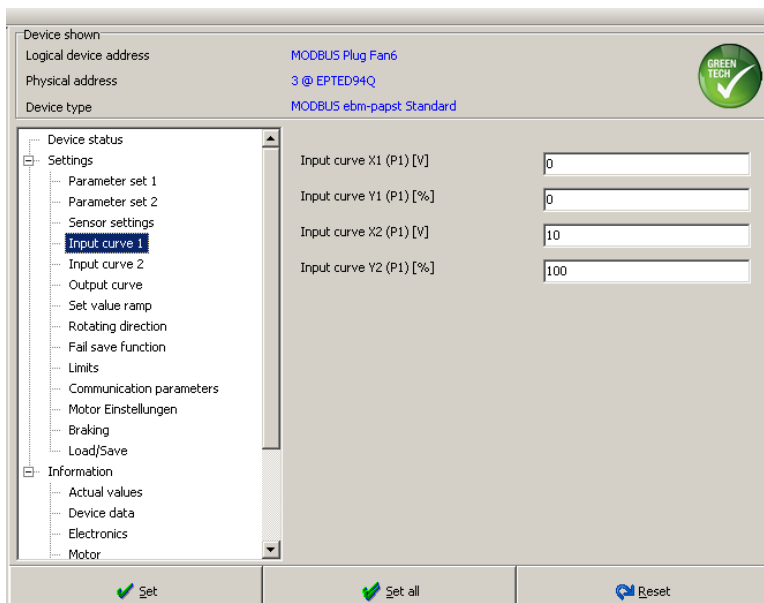 Device shown
Logical device address MODBUS Plug Fan6
Physical address 3 @ EPTED94Q
Device type MODBUS ebm-papst Standard
GREEN
TECH
Device status
Settings
Parameter set 1
Parameter set 2
Sensor settings
Input curve 1
Input curve 2
Output curve
Set value ramp
Rotating direction
Fail save function
Limits
Communication parameters
Motor Einstellungen
Braking
Load/Save
Information
Actual values
Device data
Electronics
Motor
Input curve X1 (P1) [V] 0
Input curve Y1 (P1) [%] 0
Input curve X2 (P1) [V] 10
Input curve Y2 (P1) [%] 100
Set Set all Reset